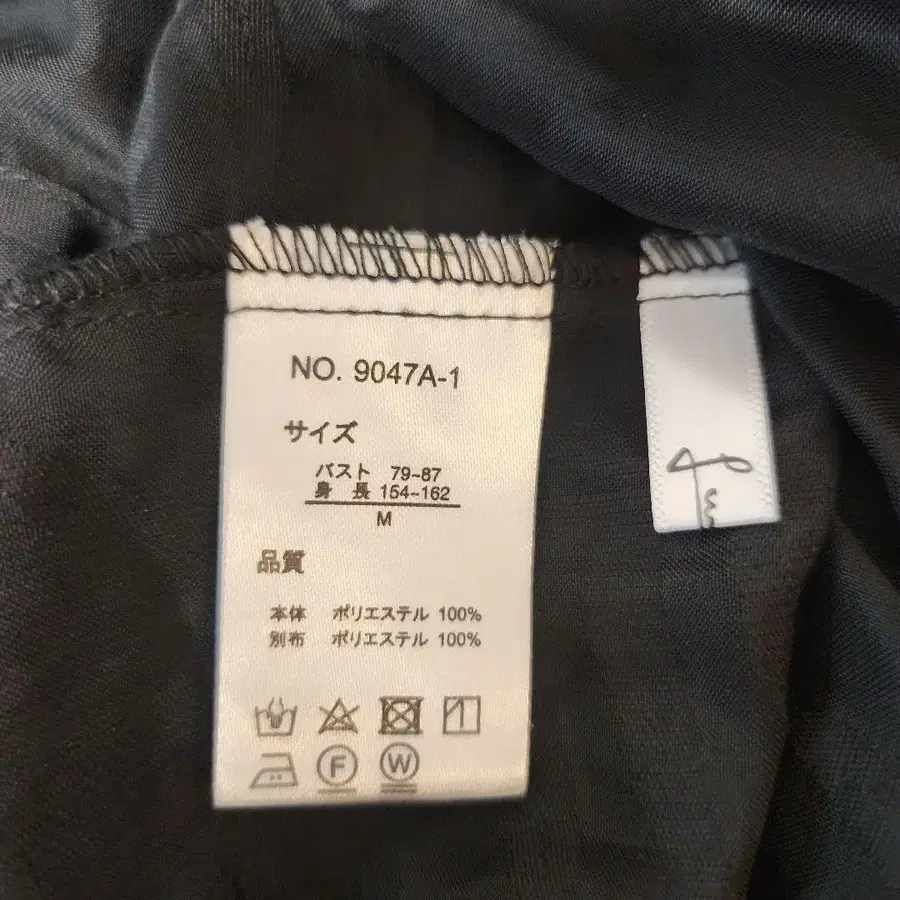 NO. 9047A-1
サイズ
バスト 79~87
身 長 154~162
M
品質
本体 ポリエステル 100%
別布 ポリエステル 100%
F W